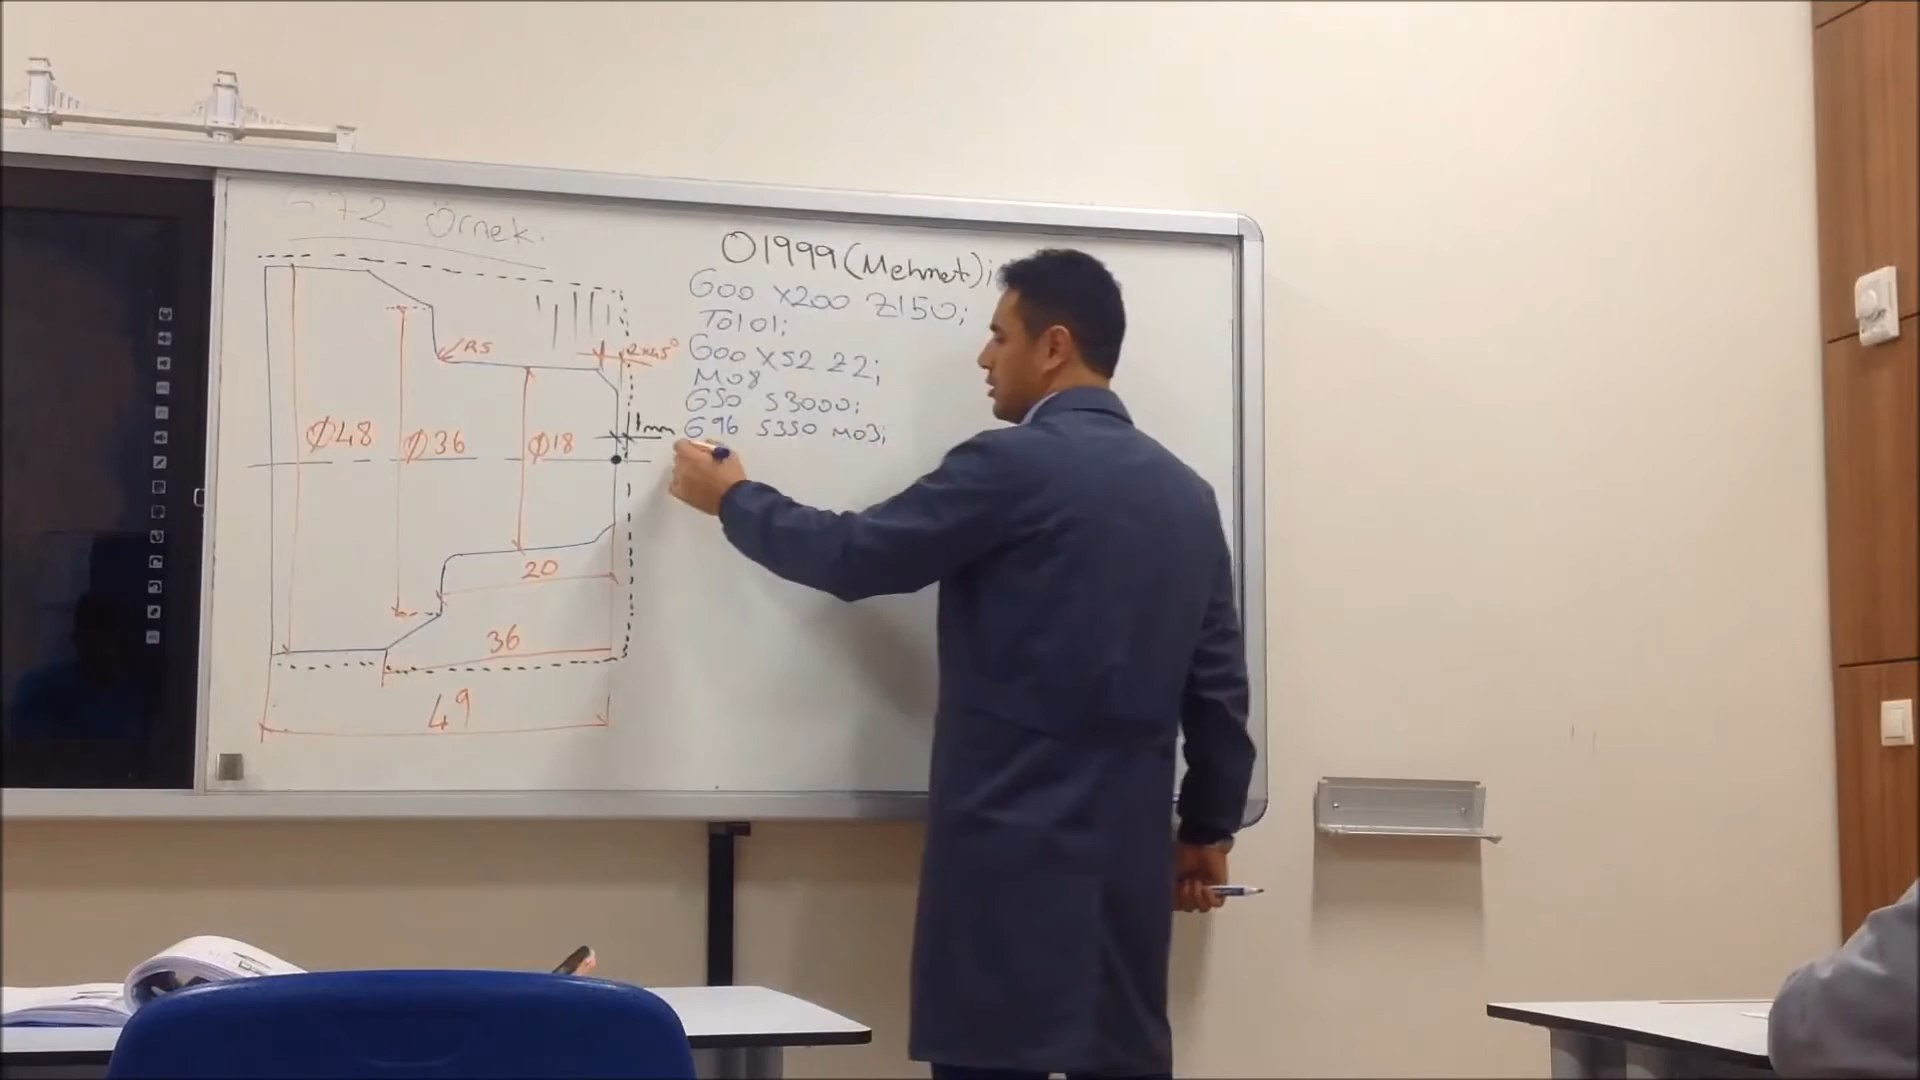 G72 Örnek.
O1999(Mehmet);
G00 X200 Z150;
T0101;
G00 X52 Z2;
M08
G50 S3000;
G96 S350 M03;
R5
2x45°
1mm
Ø48
Ø36
Ø18
20
36
49